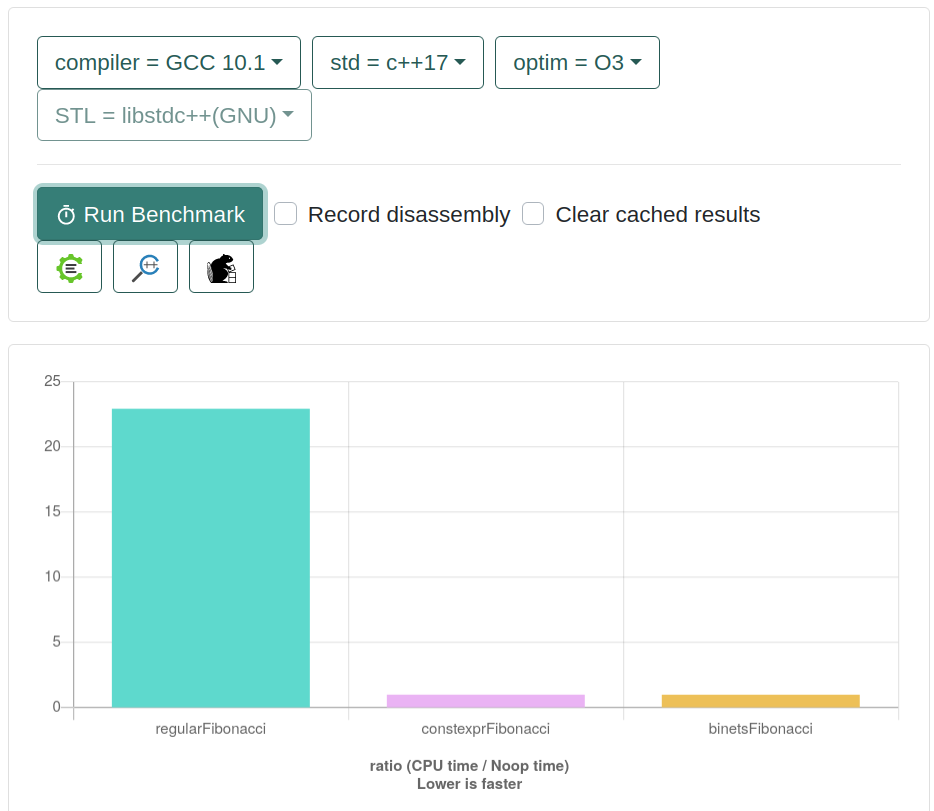 compiler = GCC 10.1
std = c++17
optim = O3
STL = libstdc++(GNU)
Run Benchmark
Record disassembly
Clear cached results
25
20
15
10
5
0
regularFibonacci
constexprFibonacci
binetsFibonacci
ratio (CPU time / Noop time)
Lower is faster